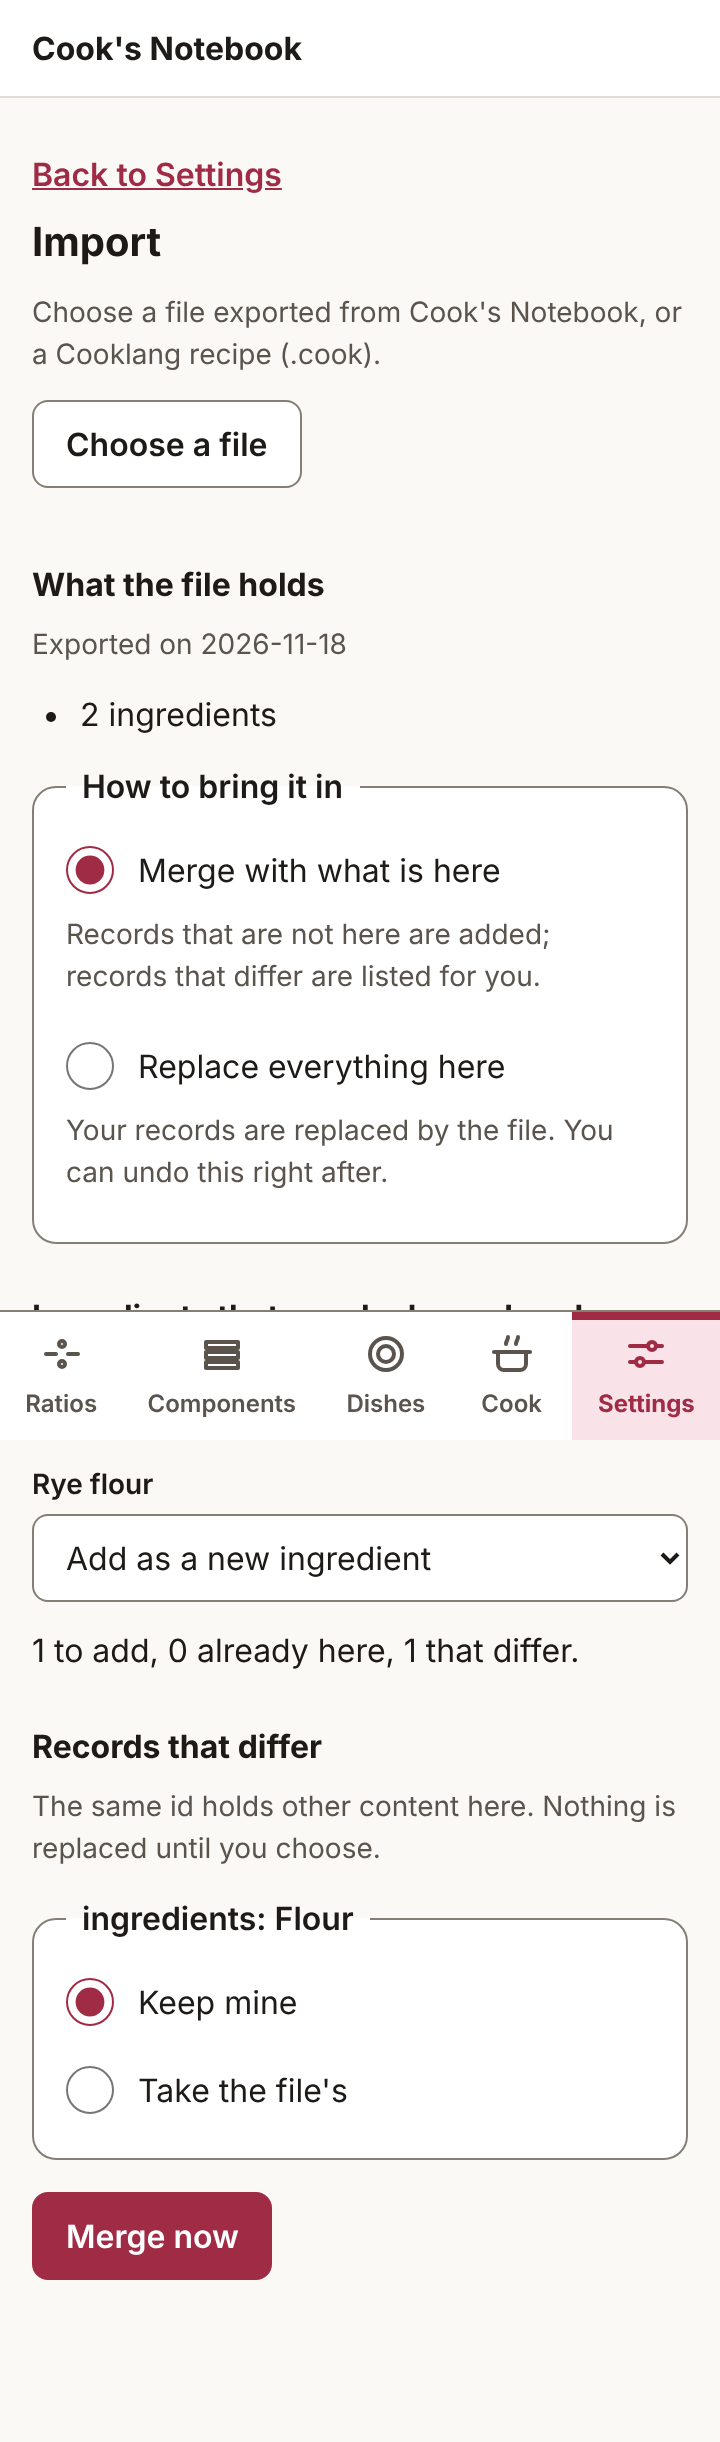 Cook's Notebook
Back to Settings
Import
Choose a file exported from Cook's Notebook, or
a Cooklang recipe (.cook).
Choose a file
What the file holds
Exported on 2026-11-18
• 2 ingredients
How to bring it in
Merge with what is here
Records that are not here are added;
records that differ are listed for you.
Replace everything here
Your records are replaced by the file. You
can undo this right after.
Ratios
Components
Dishes
Cook
Settings
Rye flour
Add as a new ingredient
1 to add, 0 already here, 1 that differ.
Records that differ
The same id holds other content here. Nothing is
replaced until you choose.
ingredients: Flour
Keep mine
Take the file's
Merge now